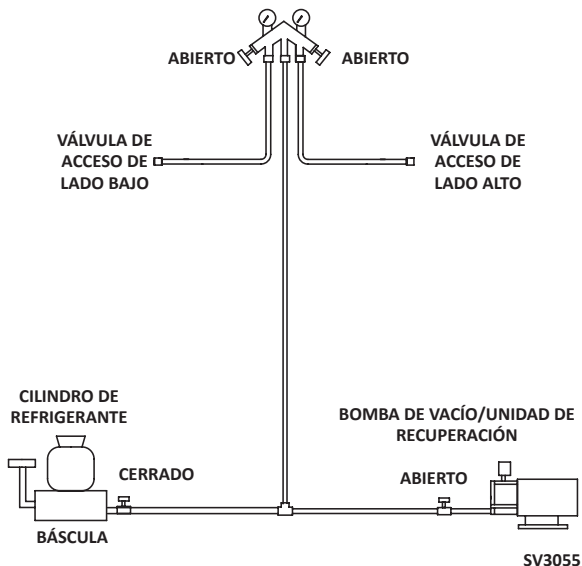 ABIERTO
ABIERTO
VÁLVULA DE
ACCESO DE
LADO BAJO
VÁLVULA DE
ACCESO DE
LADO ALTO
CILINDRO DE
REFRIGERANTE
BOMBA DE VACÍO/UNIDAD DE
RECUPERACIÓN
CERRADO
ABIERTO
BÁSCULA
SV3055